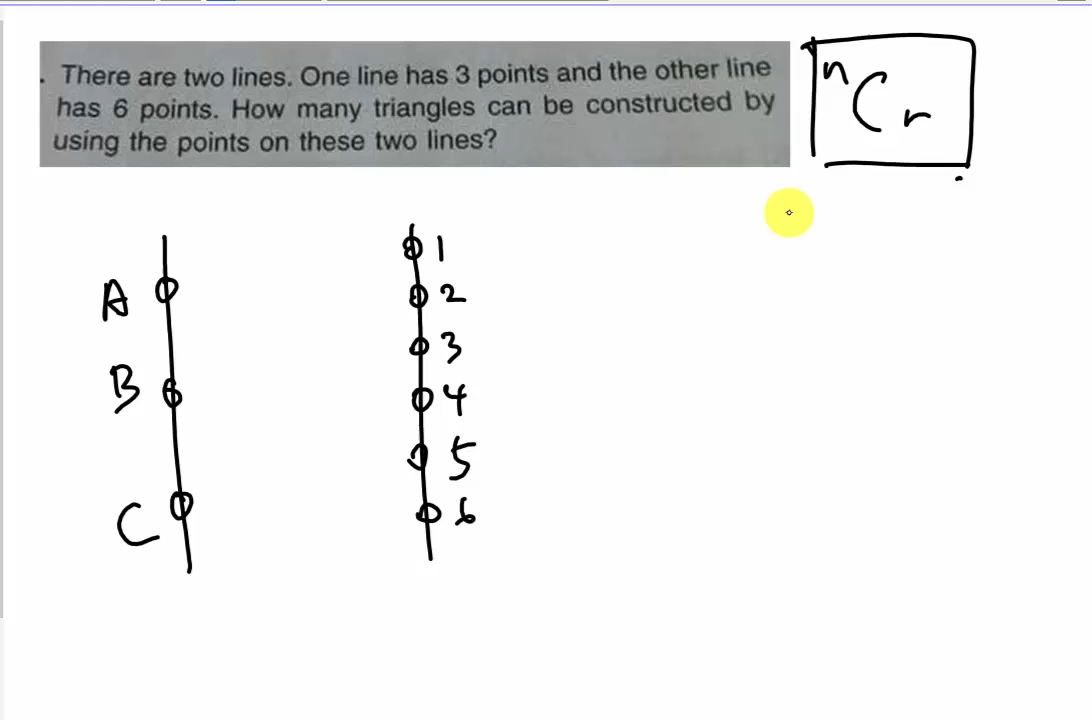 . There are two lines. One line has 3 points and the other line
has 6 points. How many triangles can be constructed by
using the points on these two lines?
nCr
A
B
C
1
2
3
4
5
6